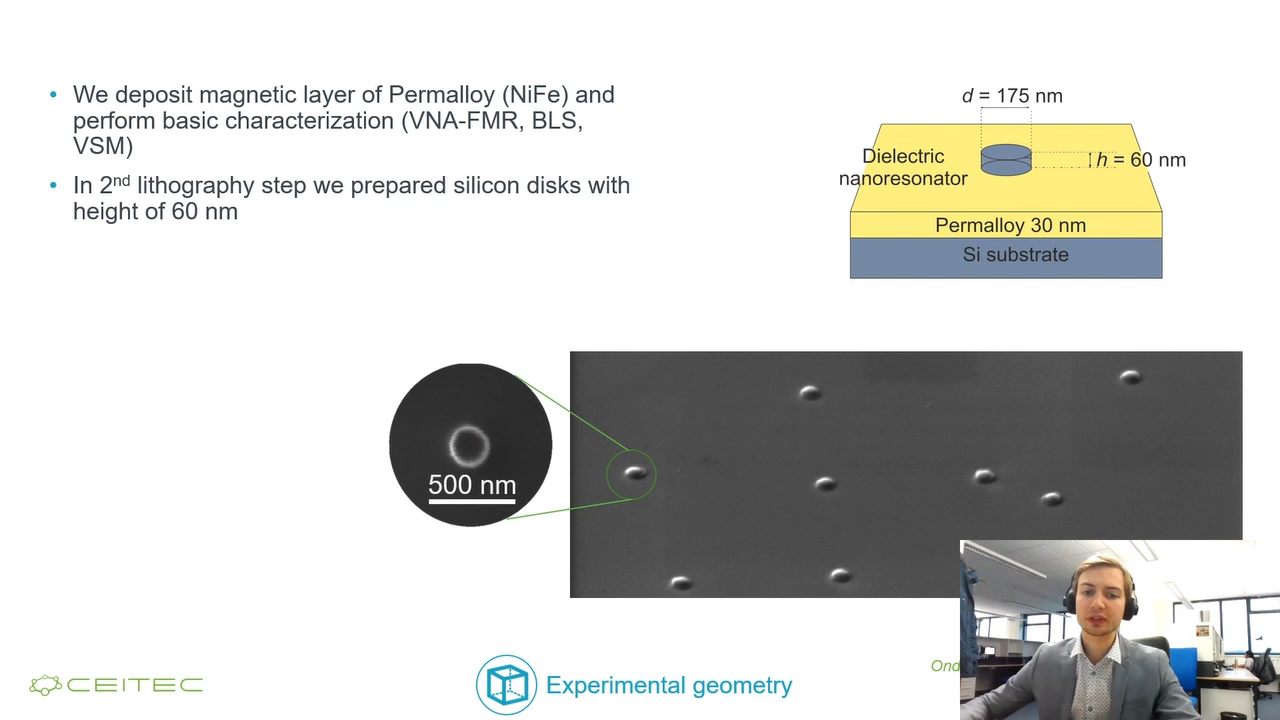 • We deposit magnetic layer of Permalloy (NiFe) and
perform basic characterization (VNA-FMR, BLS,
VSM)
• In 2nd lithography step we prepared silicon disks with
height of 60 nm
d = 175 nm
Dielectric
nanoresonator
h = 60 nm
Permalloy 30 nm
Si substrate
500 nm
Ond
CEITEC
Experimental geometry